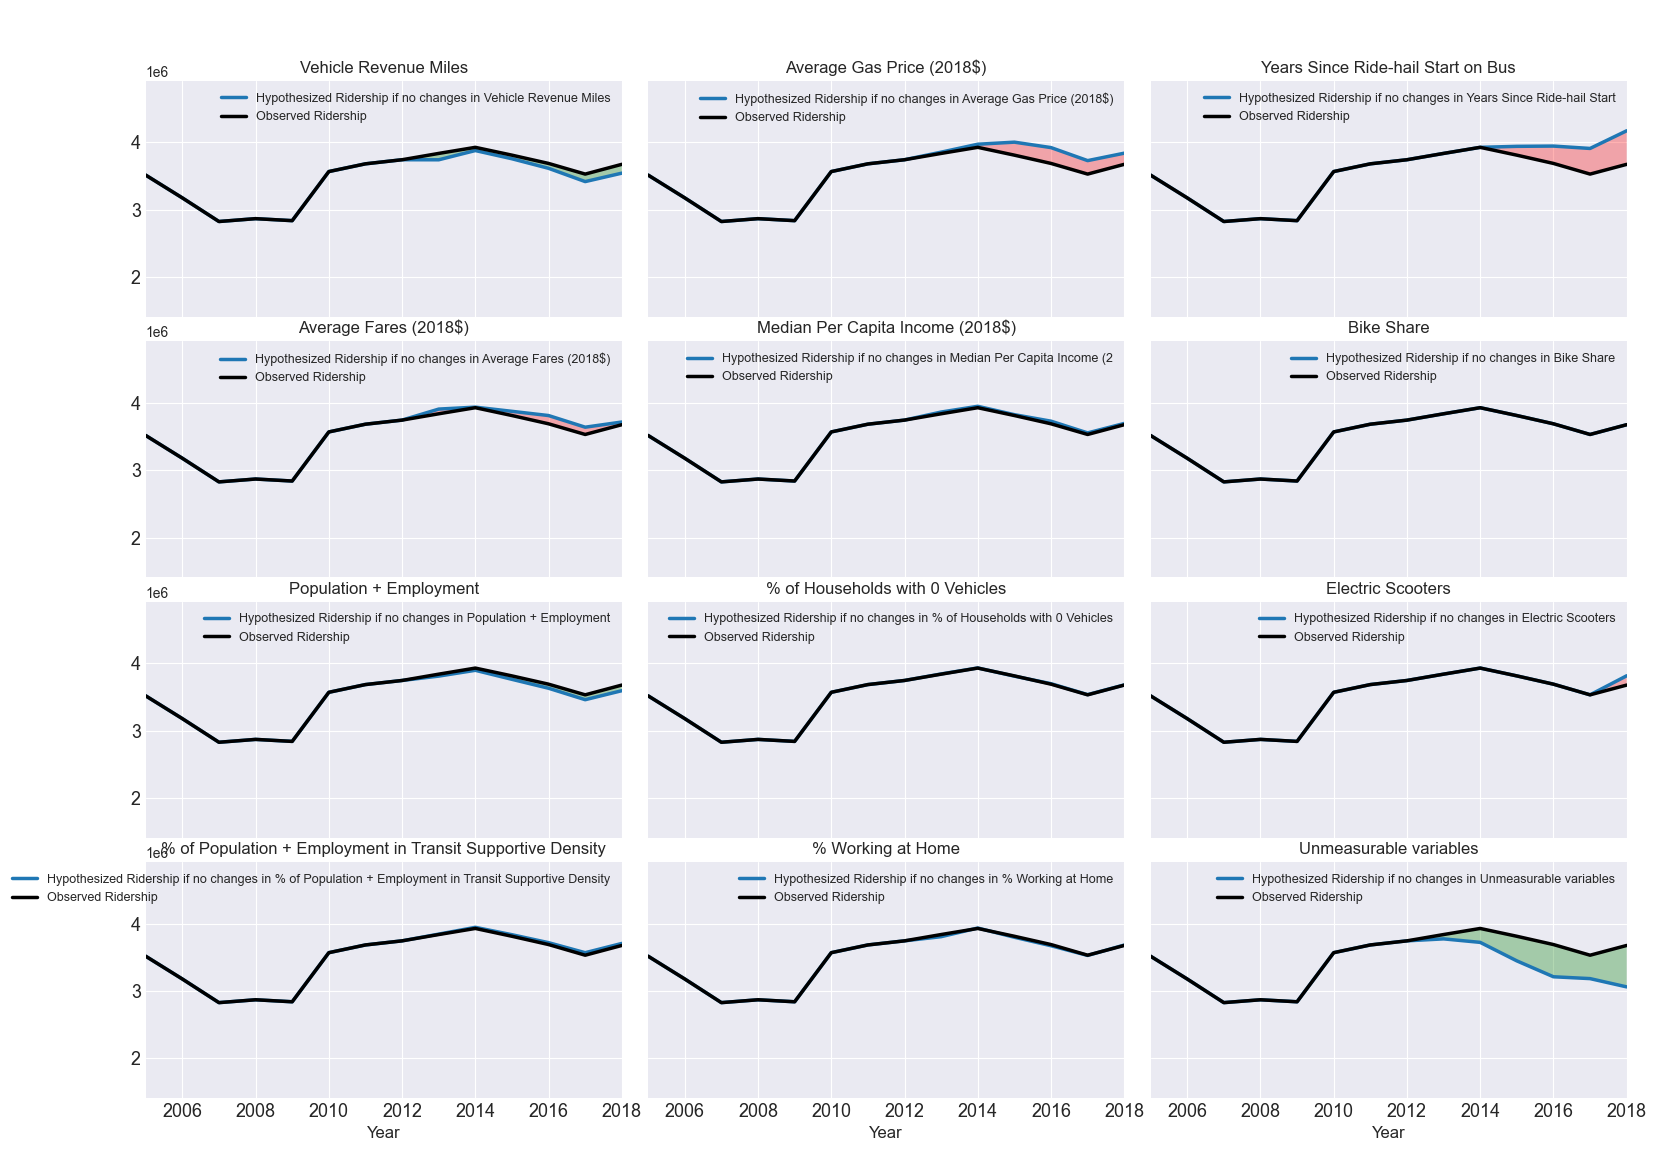 Vehicle Revenue Miles
1e6
Hypothesized Ridership if no changes in Vehicle Revenue Miles
Observed Ridership
4
3
2
Average Gas Price (2018$)
Hypothesized Ridership if no changes in Average Gas Price (2018$)
Observed Ridership
Years Since Ride-hail Start on Bus
Hypothesized Ridership if no changes in Years Since Ride-hail Start
Observed Ridership
Average Fares (2018$)
1e6
Hypothesized Ridership if no changes in Average Fares (2018$)
Observed Ridership
4
3
2
Median Per Capita Income (2018$)
Hypothesized Ridership if no changes in Median Per Capita Income (2
Observed Ridership
Bike Share
Hypothesized Ridership if no changes in Bike Share
Observed Ridership
Population + Employment
1e6
Hypothesized Ridership if no changes in Population + Employment
Observed Ridership
4
3
2
% of Households with 0 Vehicles
Hypothesized Ridership if no changes in % of Households with 0 Vehicles
Observed Ridership
Electric Scooters
Hypothesized Ridership if no changes in Electric Scooters
Observed Ridership
% of Population + Employment in Transit Supportive Density
1e6
Hypothesized Ridership if no changes in % of Population + Employment in Transit Supportive Density
Observed Ridership
4
3
2
2006 2008 2010 2012 2014 2016 2018
Year
% Working at Home
Hypothesized Ridership if no changes in % Working at Home
Observed Ridership
2006 2008 2010 2012 2014 2016 2018
Year
Unmeasurable variables
Hypothesized Ridership if no changes in Unmeasurable variables
Observed Ridership
2006 2008 2010 2012 2014 2016 2018
Year